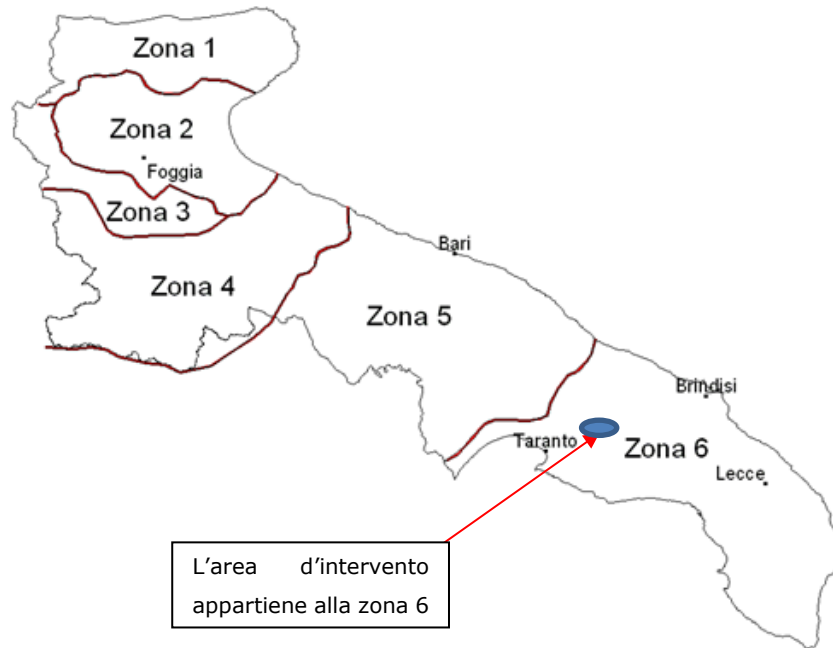 Zona 1
Zona 2
Foggia
Zona 3
Zona 4
Bari
Zona 5
Brindisi
Taranto
Zona 6
Lecce
L'area d'intervento
appartiene alla zona 6